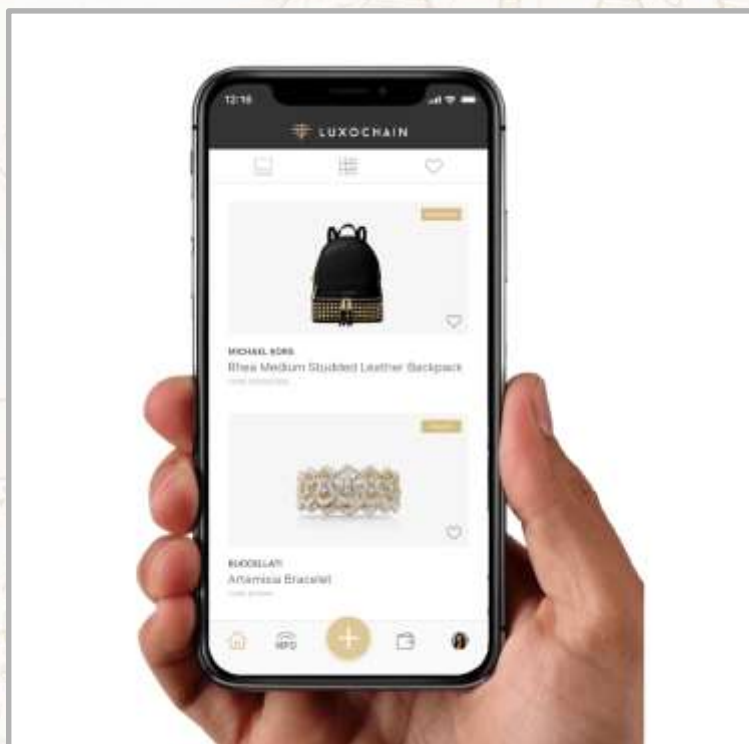 12:16
LUXOCHAIN
MICHAEL KORS
Rhea Medium Studded Leather Backpack
BUCCELLATI
Artemisia Bracelet